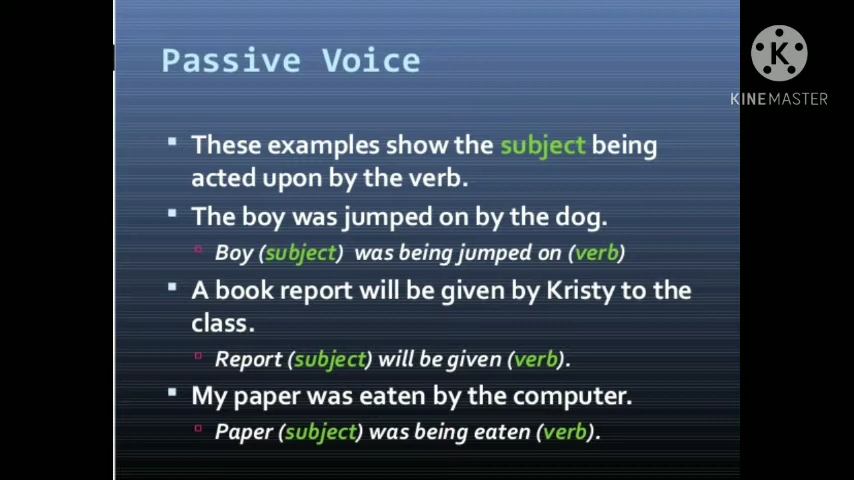 Passive Voice
K
KINEMASTER
These examples show the subject being
acted upon by the verb.
The boy was jumped on by the dog.
Boy (subject) was being jumped on (verb)
A book report will be given by Kristy to the
class.
Report (subject) will be given (verb).
My paper was eaten by the computer.
Paper (subject) was being eaten (verb).